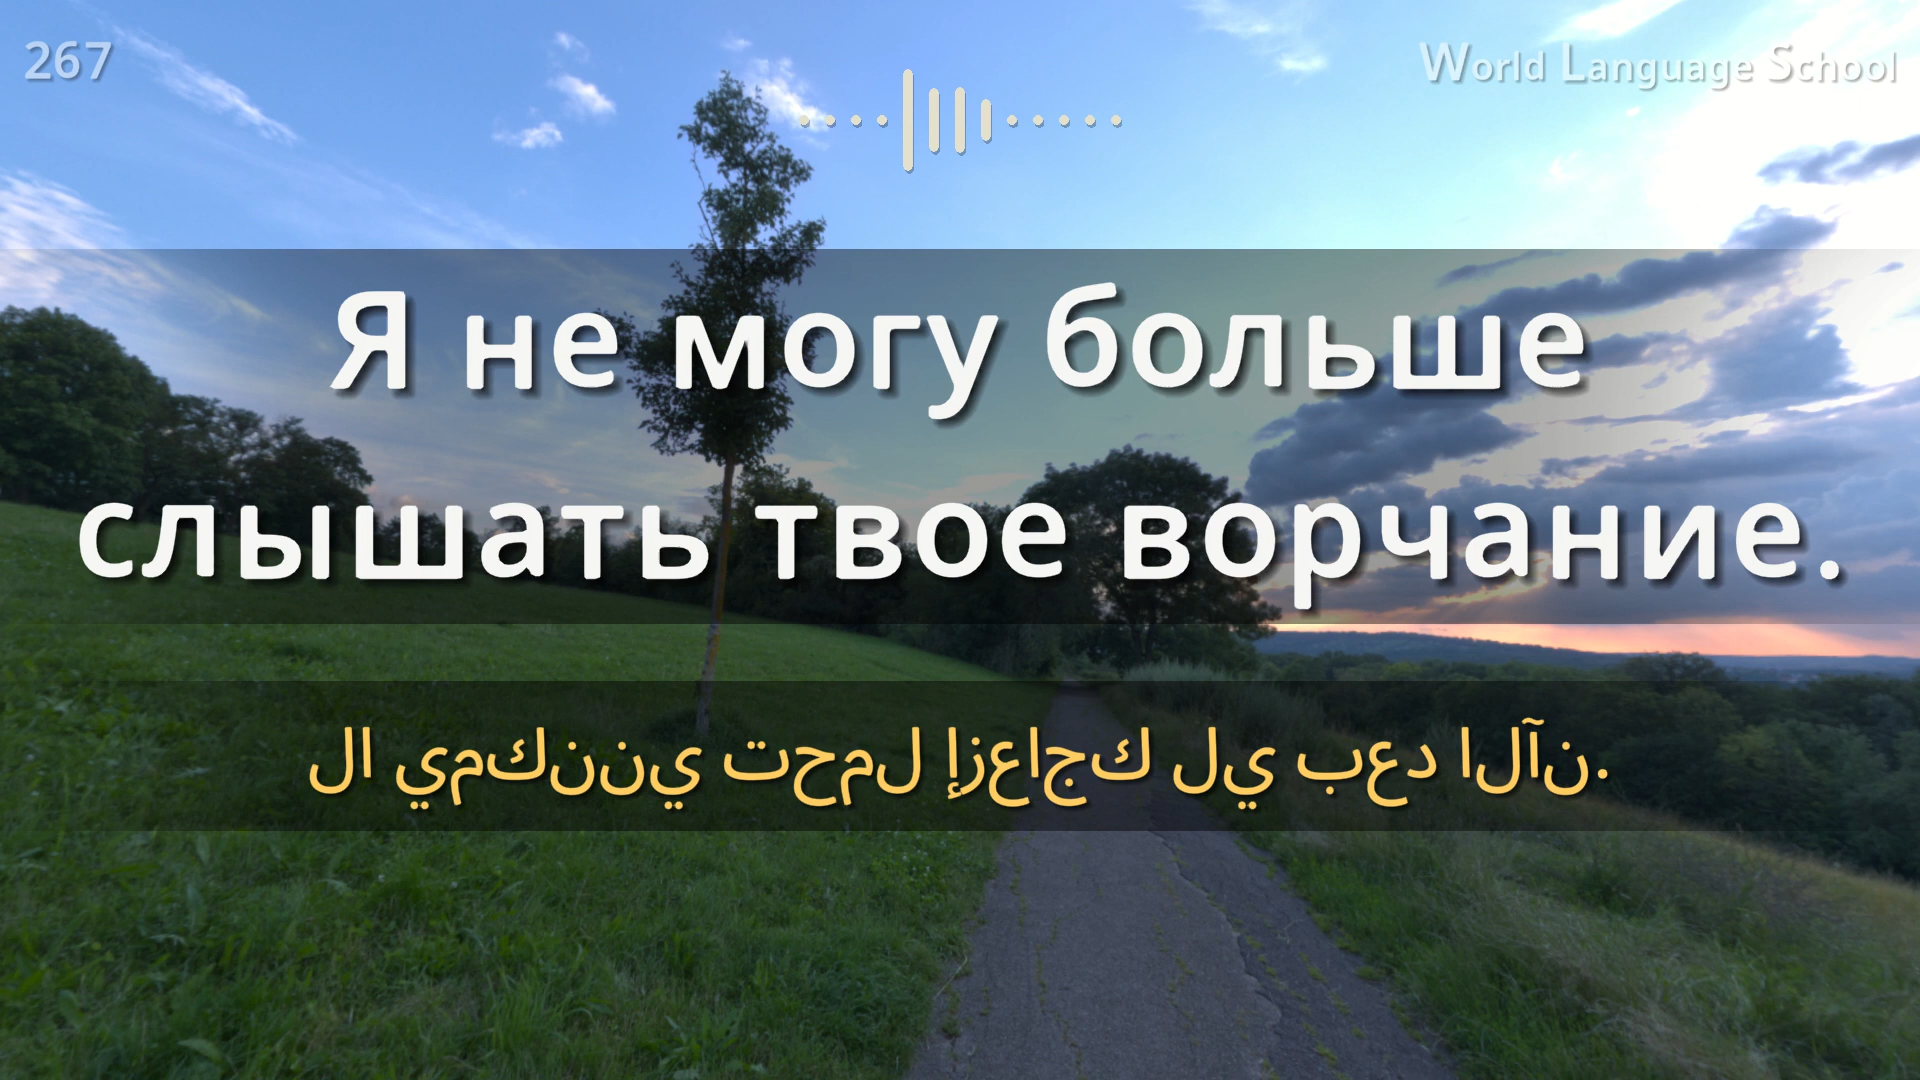 267
World Language School
Я не могу больше
слышать твое ворчание.
لا يمكنني تحمل إزعاجك لي بعد الآن.